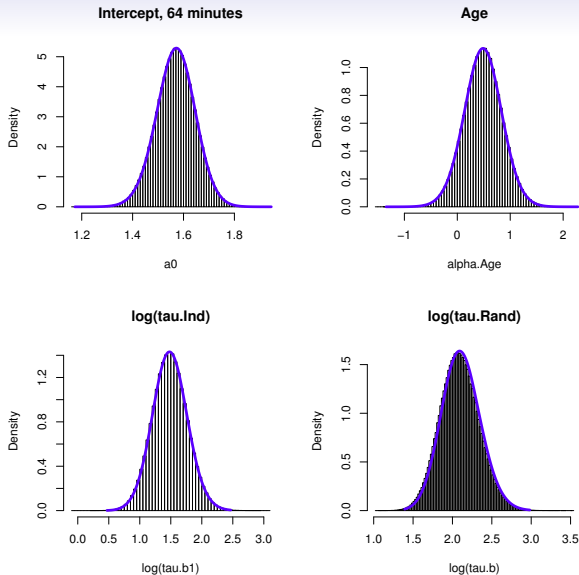 Intercept, 64 minutes
Density
0 1 2 3 4 5
1.2 1.4 1.6 1.8
a0
Age
Density
0.0 0.2 0.4 0.6 0.8 1.0
−1 0 1 2
alpha.Age
log(tau.Ind)
Density
0.0 0.4 0.8 1.2
0.0 0.5 1.0 1.5 2.0 2.5 3.0
log(tau.b1)
log(tau.Rand)
Density
0.0 0.5 1.0 1.5
1.0 1.5 2.0 2.5 3.0 3.5
log(tau.b)